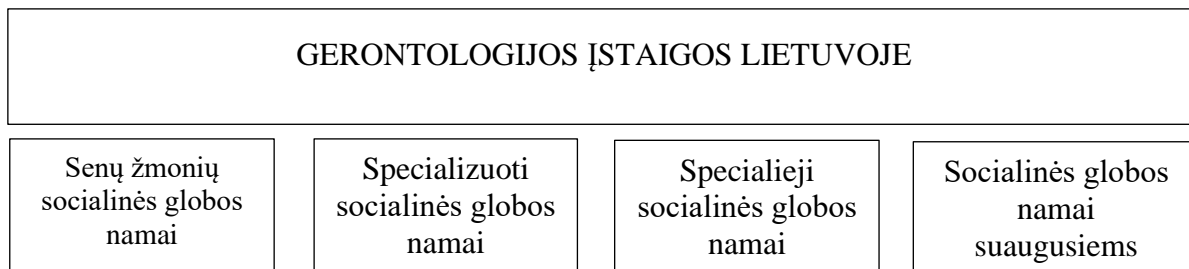 GERONTOLOGIJOS ĮSTAIGOS LIETUVOJE
Senų žmonių
socialinės globos
namai
Specializuoti
socialinės globos
namai
Specialieji
socialinės globos
namai
Socialinės globos
namai
suaugusiems